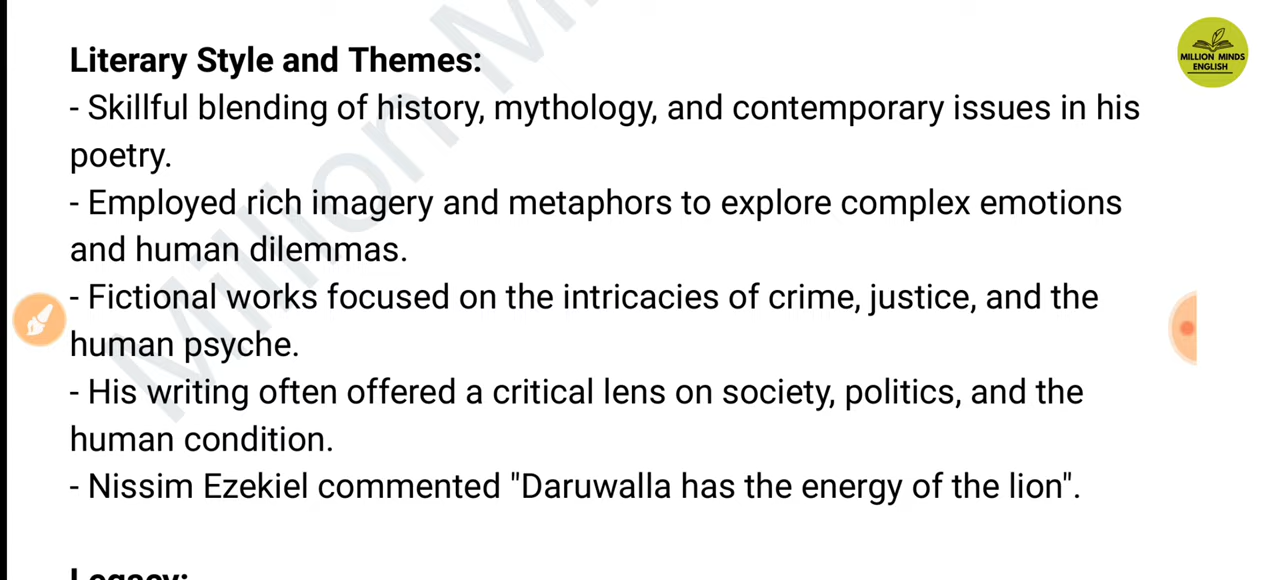 Literary Style and Themes:
- Skillful blending of history, mythology, and contemporary issues in his
poetry.
- Employed rich imagery and metaphors to explore complex emotions
and human dilemmas.
- Fictional works focused on the intricacies of crime, justice, and the
human psyche.
- His writing often offered a critical lens on society, politics, and the
human condition.
- Nissim Ezekiel commented "Daruwalla has the energy of the lion".
Legacy:
MILLION MINDS
ENGLISH
Million M